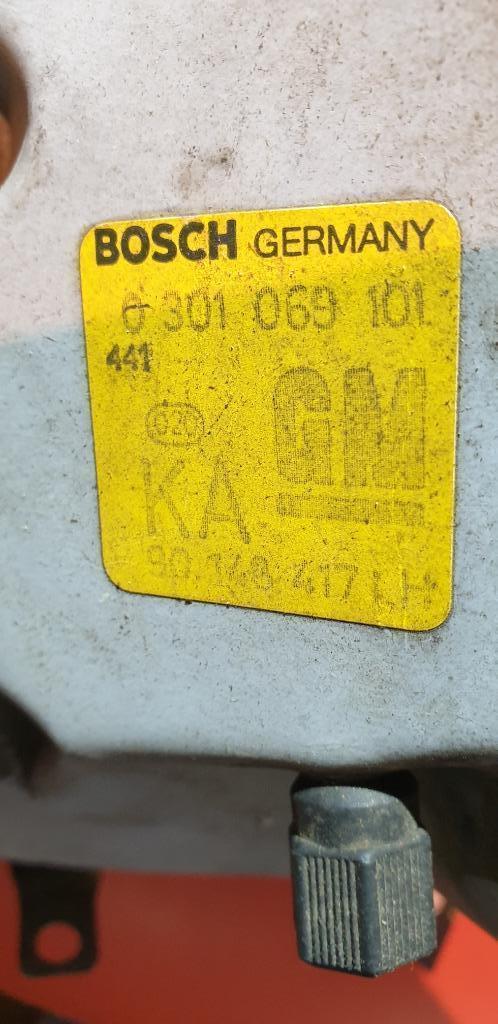 BOSCH GERMANY
0 301 069 101
441
020
GM
KA
90 148 417 LH